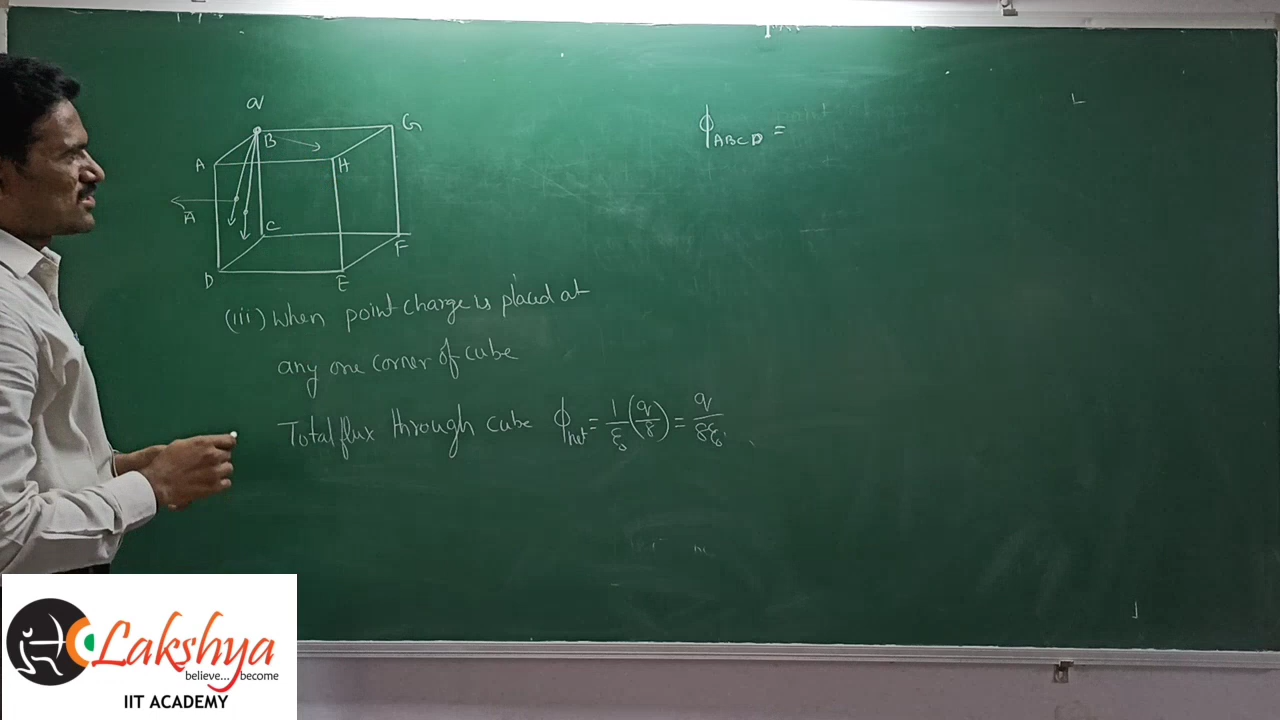 q
B
G
A
H
A
C
F
D
E
ϕABCD =
(iii) When point charge is placed at
any one corner of cube
Total flux through cube ϕnet = 1/ε0 (q/8) = q/8ε0
Lakshya
believe... become
IIT ACADEMY